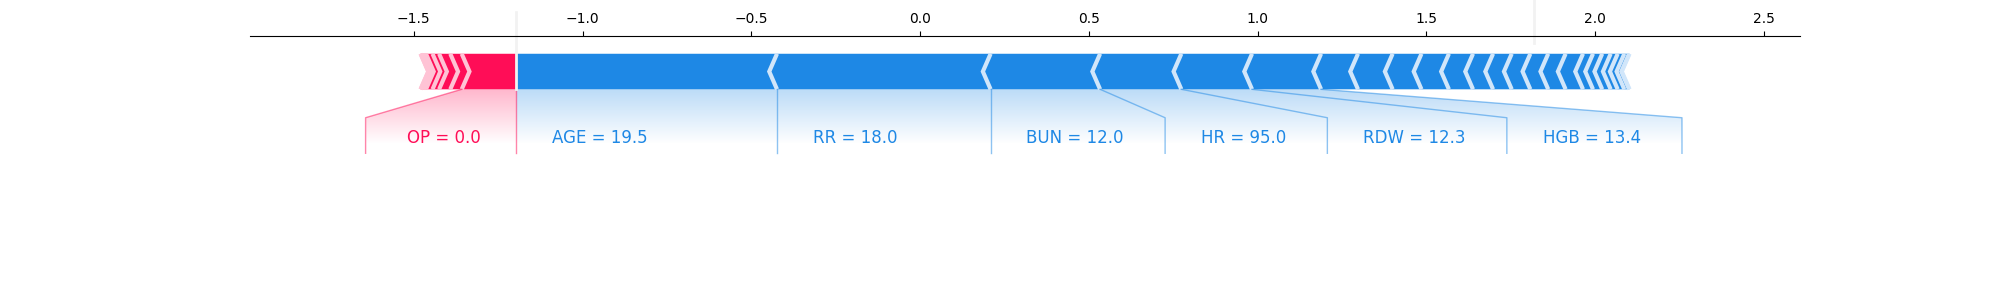 −1.5 −1.0 −0.5 0.0 0.5 1.0 1.5 2.0 2.5
OP = 0.0 AGE = 19.5 RR = 18.0 BUN = 12.0 HR = 95.0 RDW = 12.3 HGB = 13.4